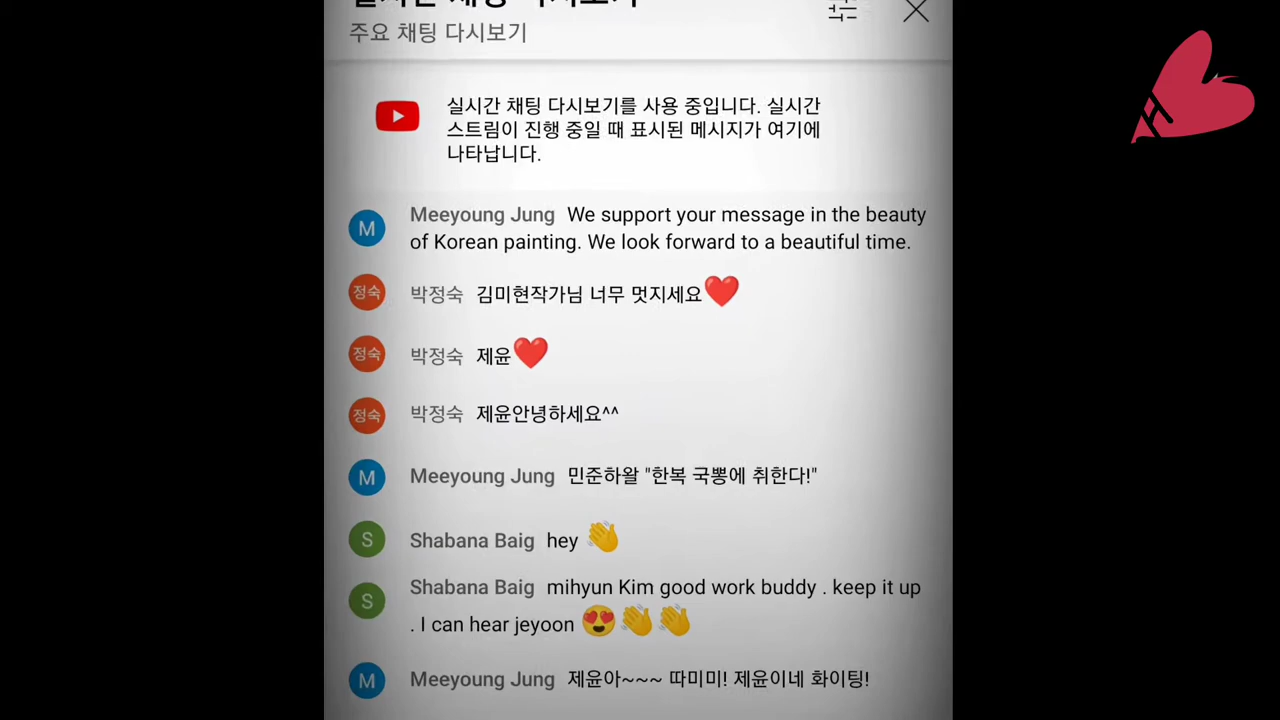 주요 채팅 다시보기
실시간 채팅 다시보기를 사용 중입니다. 실시간
스트림이 진행 중일 때 표시된 메시지가 여기에
나타납니다.
M Meeyoung Jung We support your message in the beauty
of Korean painting. We look forward to a beautiful time.
정숙 박정숙 김미현작가님 너무 멋지세요❤️
정숙 박정숙 제윤❤️
정숙 박정숙 제윤안녕하세요^^
M Meeyoung Jung 민준하왈 "한복 국뽕에 취한다!"
S Shabana Baig hey 👋
S Shabana Baig mihyun Kim good work buddy . keep it up
. I can hear jeyoon 😍👋👋
M Meeyoung Jung 제윤아~~~ 따미미! 제윤이네 화이팅!